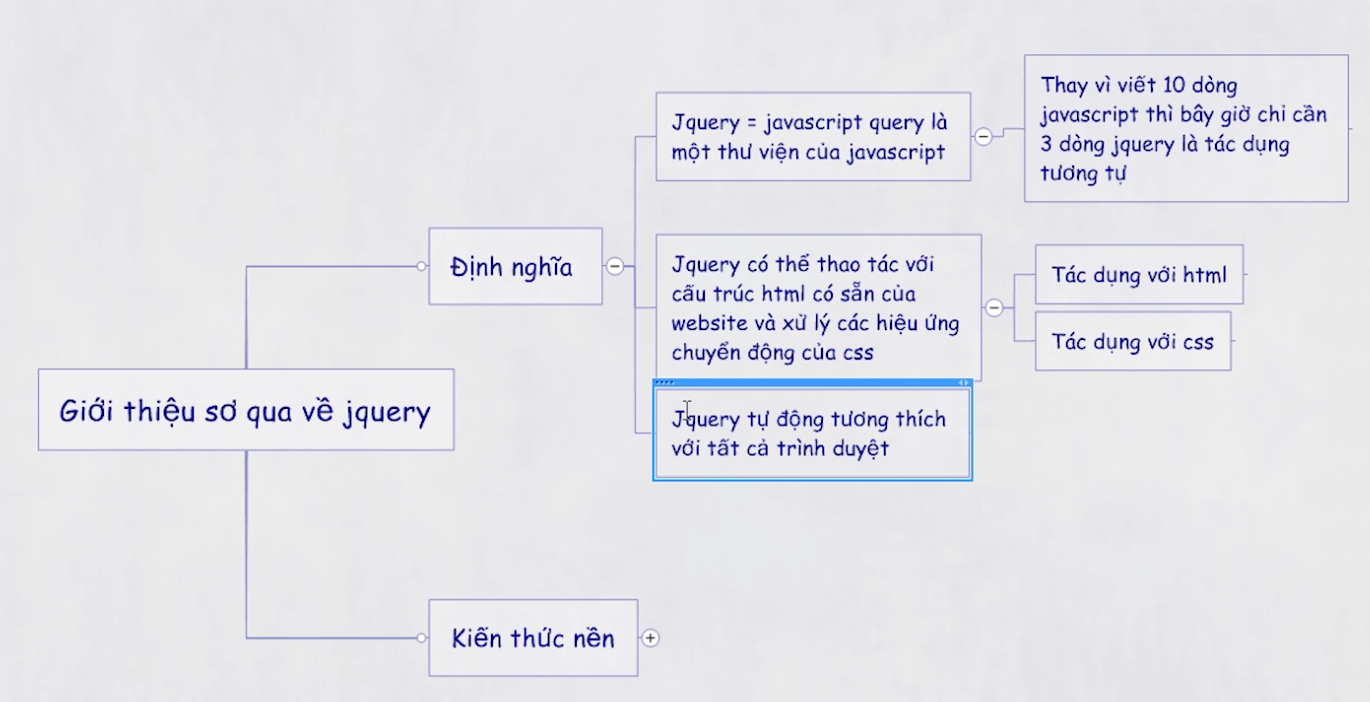 Giới thiệu sơ qua về jquery
Định nghĩa
Jquery = javascript query là
một thư viện của javascript
Thay vì viết 10 dòng
javascript thì bây giờ chỉ cần
3 dòng jquery là tác dụng
tương tự
Jquery có thể thao tác với
cấu trúc html có sẵn của
website và xử lý các hiệu ứng
chuyển động của css
Tác dụng với html
Tác dụng với css
Jquery tự động tương thích
với tất cả trình duyệt
Kiến thức nền